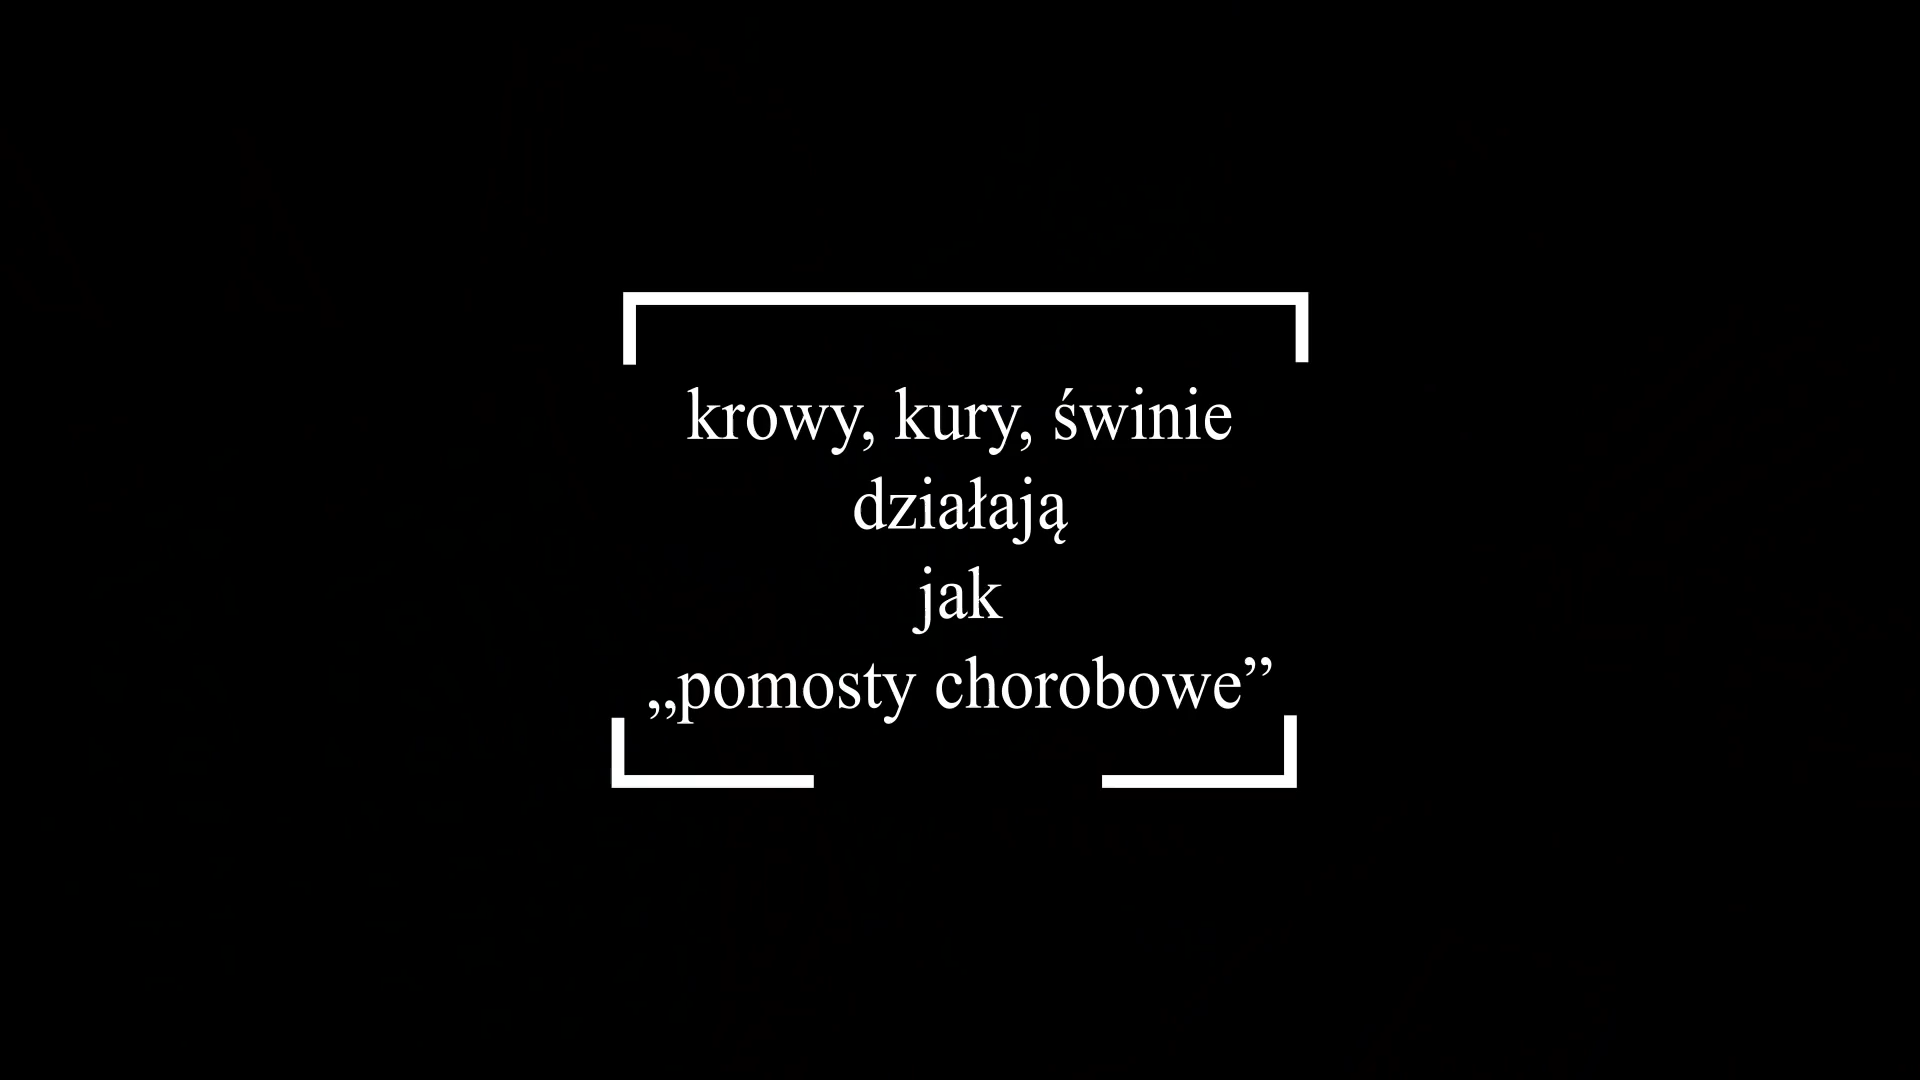 krowy, kury, świnie
działają
jak
„pomosty chorobowe”